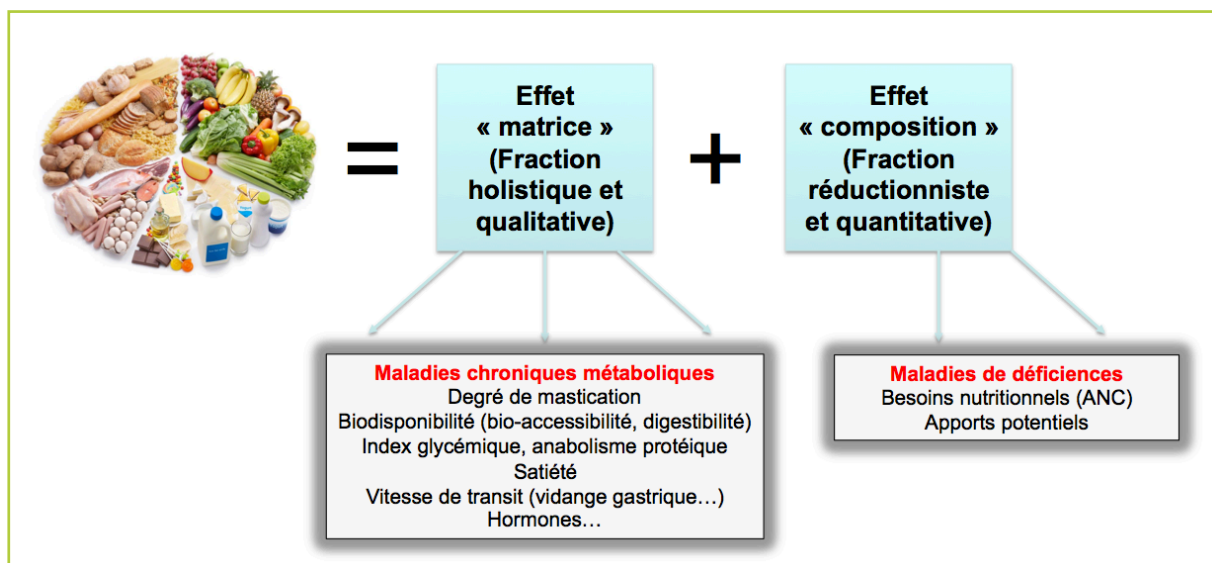 =
Effet
« matrice »
(Fraction
holistique et
qualitative)
+
Effet
« composition »
(Fraction
réductionniste
et quantitative)
Maladies chroniques métaboliques
Degré de mastication
Biodisponibilité (bio-accessibilité, digestibilité)
Index glycémique, anabolisme protéique
Satiété
Vitesse de transit (vidange gastrique…)
Hormones…
Maladies de déficiences
Besoins nutritionnels (ANC)
Apports potentiels